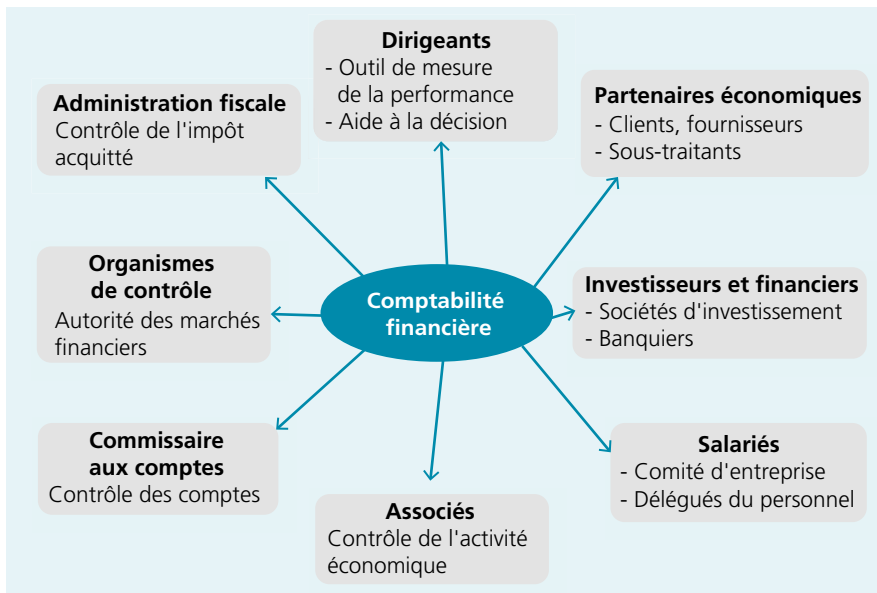 Dirigeants
- Outil de mesure
de la performance
- Aide à la décision
Administration fiscale
Contrôle de l'impôt
acquitté
Partenaires économiques
- Clients, fournisseurs
- Sous-traitants
Organismes
de contrôle
Autorité des marchés
financiers
Comptabilité
financière
Investisseurs et financiers
- Sociétés d'investissement
- Banquiers
Commissaire
aux comptes
Contrôle des comptes
Associés
Contrôle de l'activité
économique
Salariés
- Comité d'entreprise
- Délégués du personnel